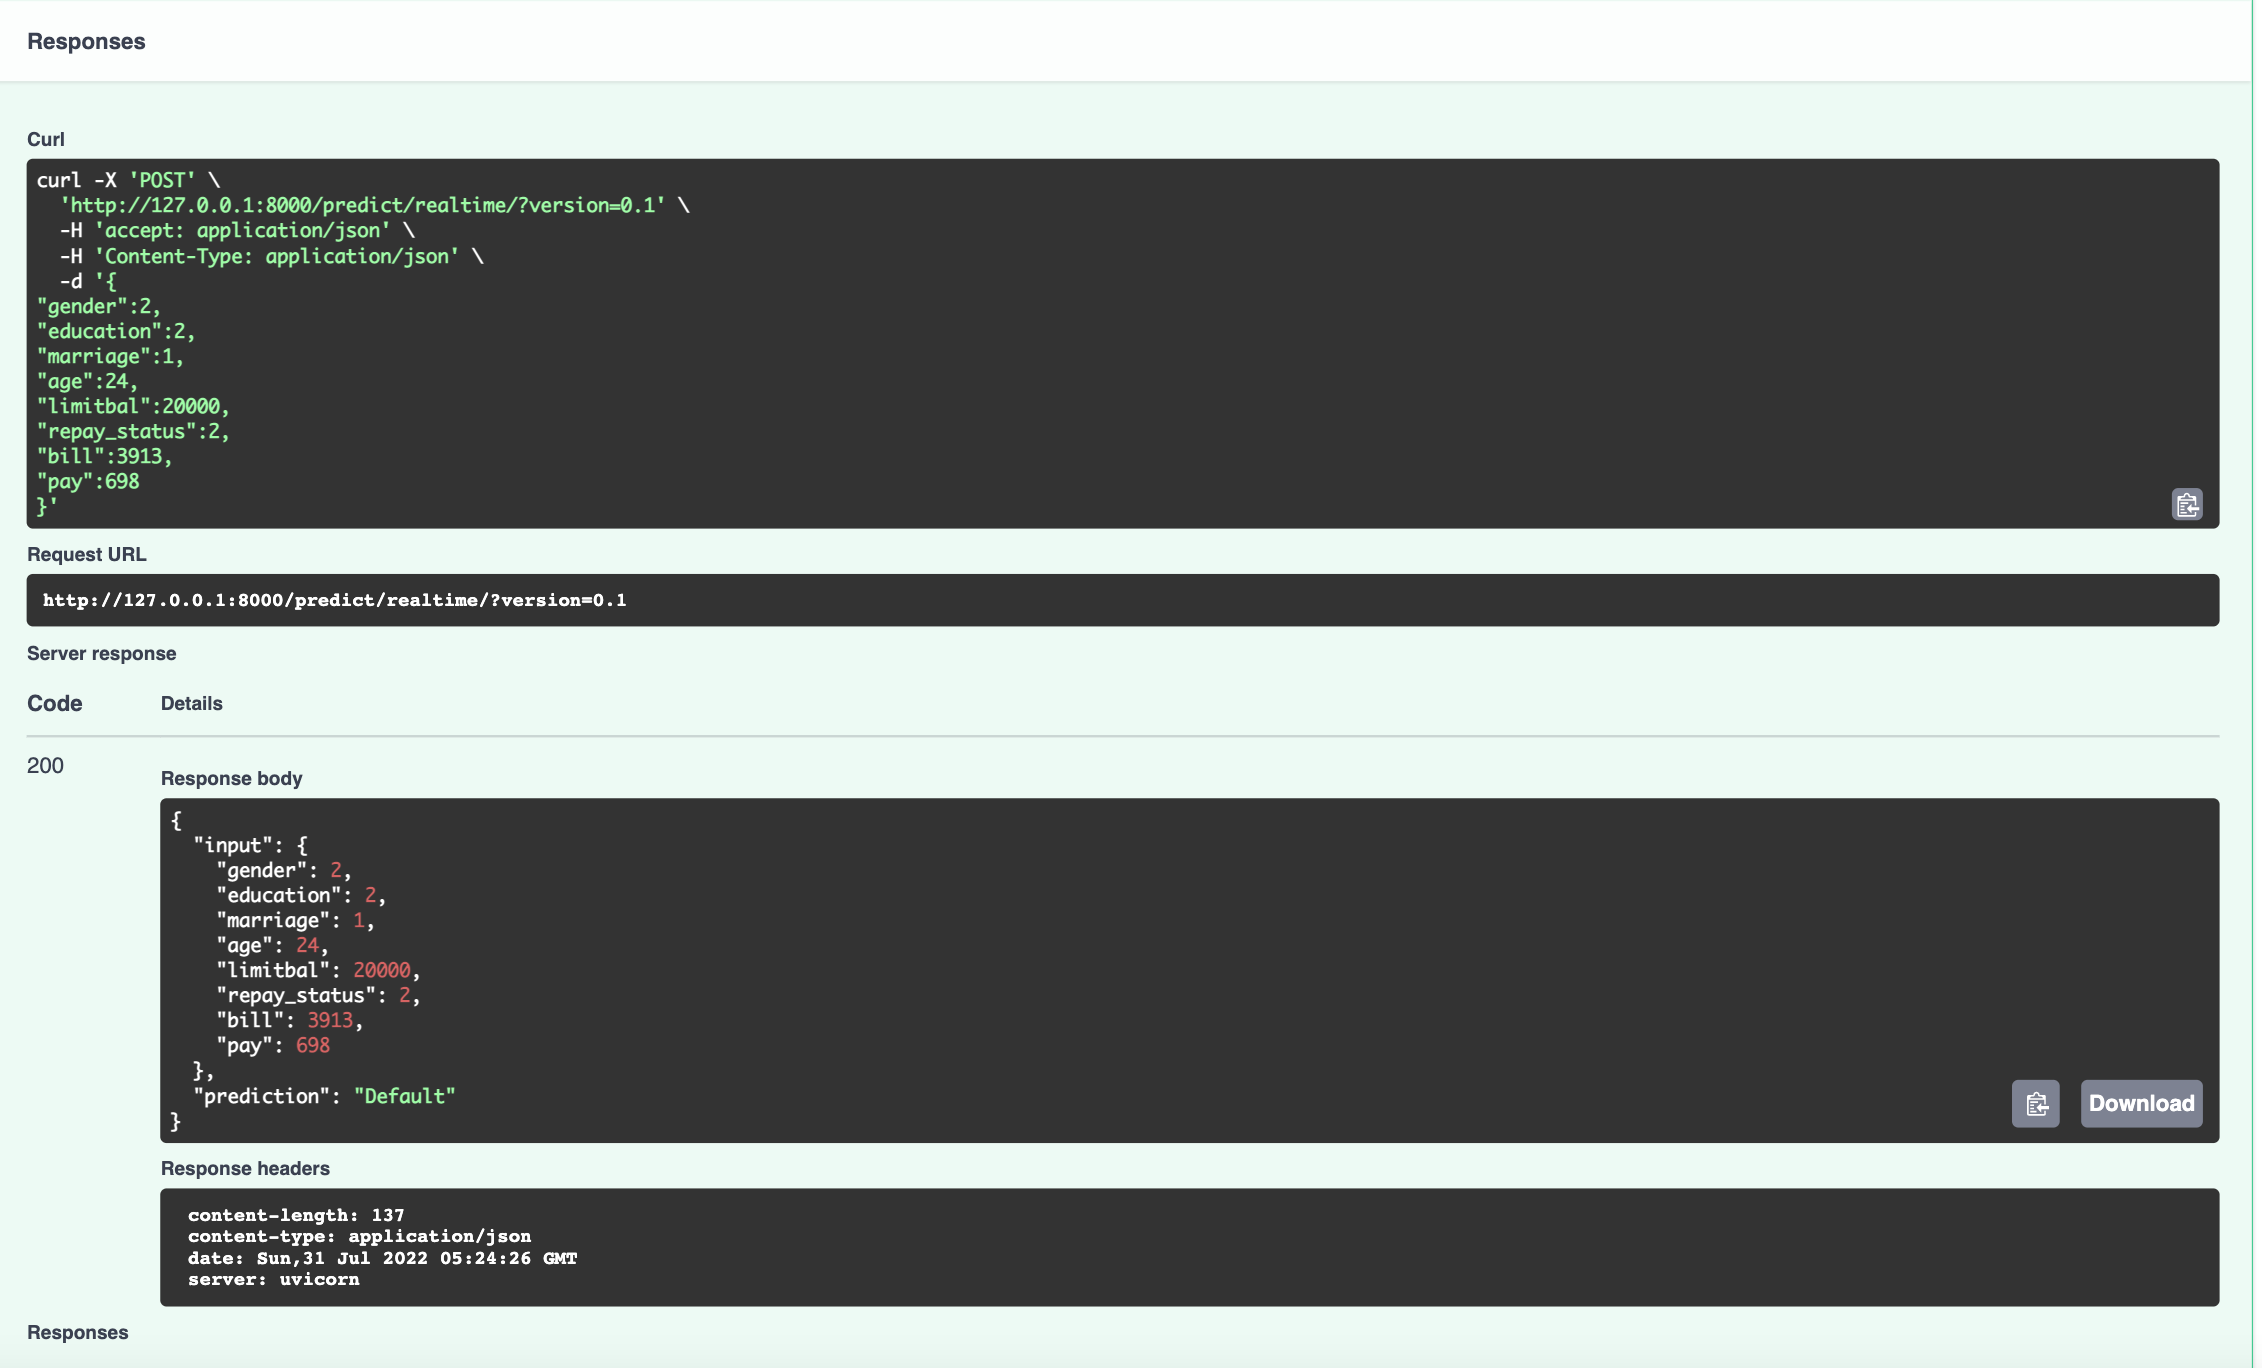 Responses
Curl
curl -X 'POST' \
  'http://127.0.0.1:8000/predict/realtime/?version=0.1' \
  -H 'accept: application/json' \
  -H 'Content-Type: application/json' \
  -d '{
"gender":2,
"education":2,
"marriage":1,
"age":24,
"limitbal":20000,
"repay_status":2,
"bill":3913,
"pay":698
}'
Request URL
http://127.0.0.1:8000/predict/realtime/?version=0.1
Server response
Code Details
200
Response body
{
  "input": {
    "gender": 2,
    "education": 2,
    "marriage": 1,
    "age": 24,
    "limitbal": 20000,
    "repay_status": 2,
    "bill": 3913,
    "pay": 698
  },
  "prediction": "Default"
}
Download
Response headers
content-length: 137
content-type: application/json
date: Sun,31 Jul 2022 05:24:26 GMT
server: uvicorn
Responses